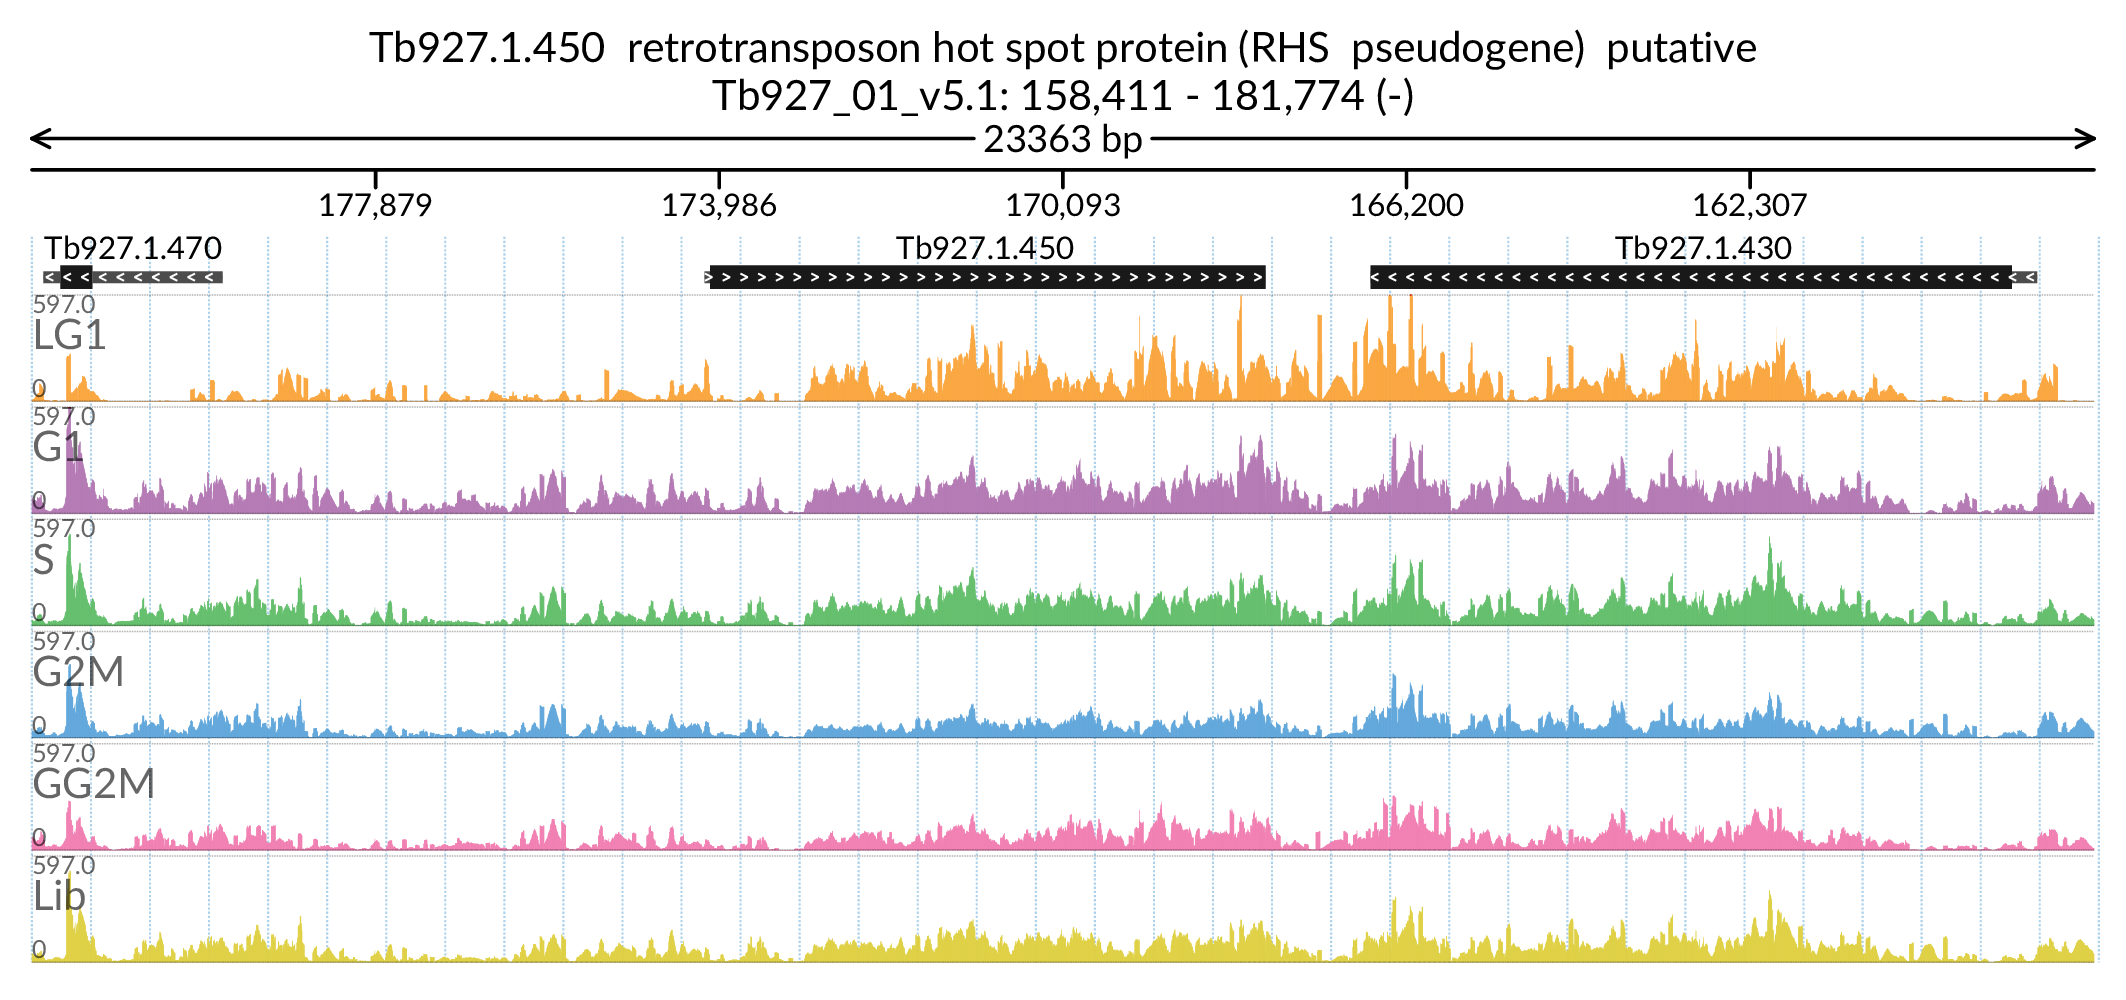 Tb927.1.450 retrotransposon hot spot protein (RHS pseudogene) putative
Tb927_01_v5.1: 158,411 - 181,774 (-)
23363 bp
177,879 173,986 170,093 166,200 162,307
Tb927.1.470 Tb927.1.450 Tb927.1.430
597.0
LG1
0
597.0
G1
0
597.0
S
0
597.0
G2M
0
597.0
GG2M
0
597.0
Lib
0